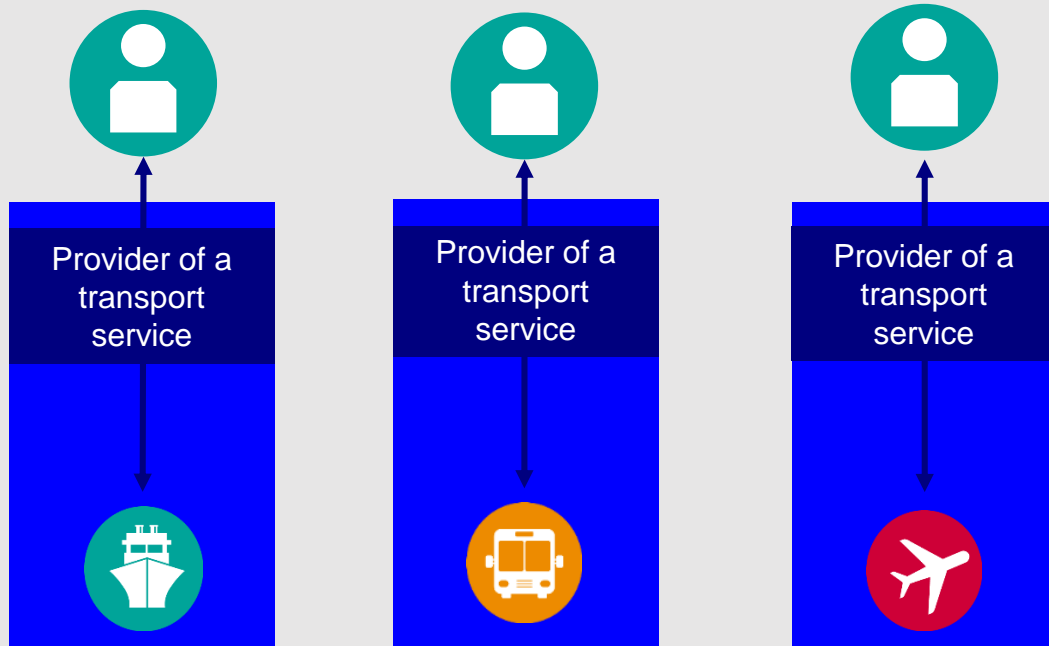 Provider of a
transport
service
Provider of a
transport
service
Provider of a
transport
service